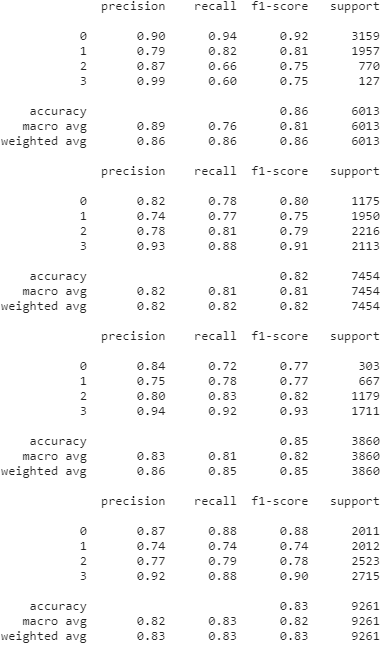 precision recall f1-score support
0 0.90 0.94 0.92 3159
1 0.79 0.82 0.81 1957
2 0.87 0.66 0.75 770
3 0.99 0.60 0.75 127
accuracy 0.86 6013
macro avg 0.89 0.76 0.81 6013
weighted avg 0.86 0.86 0.86 6013
precision recall f1-score support
0 0.82 0.78 0.80 1175
1 0.74 0.77 0.75 1950
2 0.78 0.81 0.79 2216
3 0.93 0.88 0.91 2113
accuracy 0.82 7454
macro avg 0.82 0.81 0.81 7454
weighted avg 0.82 0.82 0.82 7454
precision recall f1-score support
0 0.84 0.72 0.77 303
1 0.75 0.78 0.77 667
2 0.80 0.83 0.82 1179
3 0.94 0.92 0.93 1711
accuracy 0.85 3860
macro avg 0.83 0.81 0.82 3860
weighted avg 0.86 0.85 0.85 3860
precision recall f1-score support
0 0.87 0.88 0.88 2011
1 0.74 0.74 0.74 2012
2 0.77 0.79 0.78 2523
3 0.92 0.88 0.90 2715
accuracy 0.83 9261
macro avg 0.82 0.83 0.82 9261
weighted avg 0.83 0.83 0.83 9261